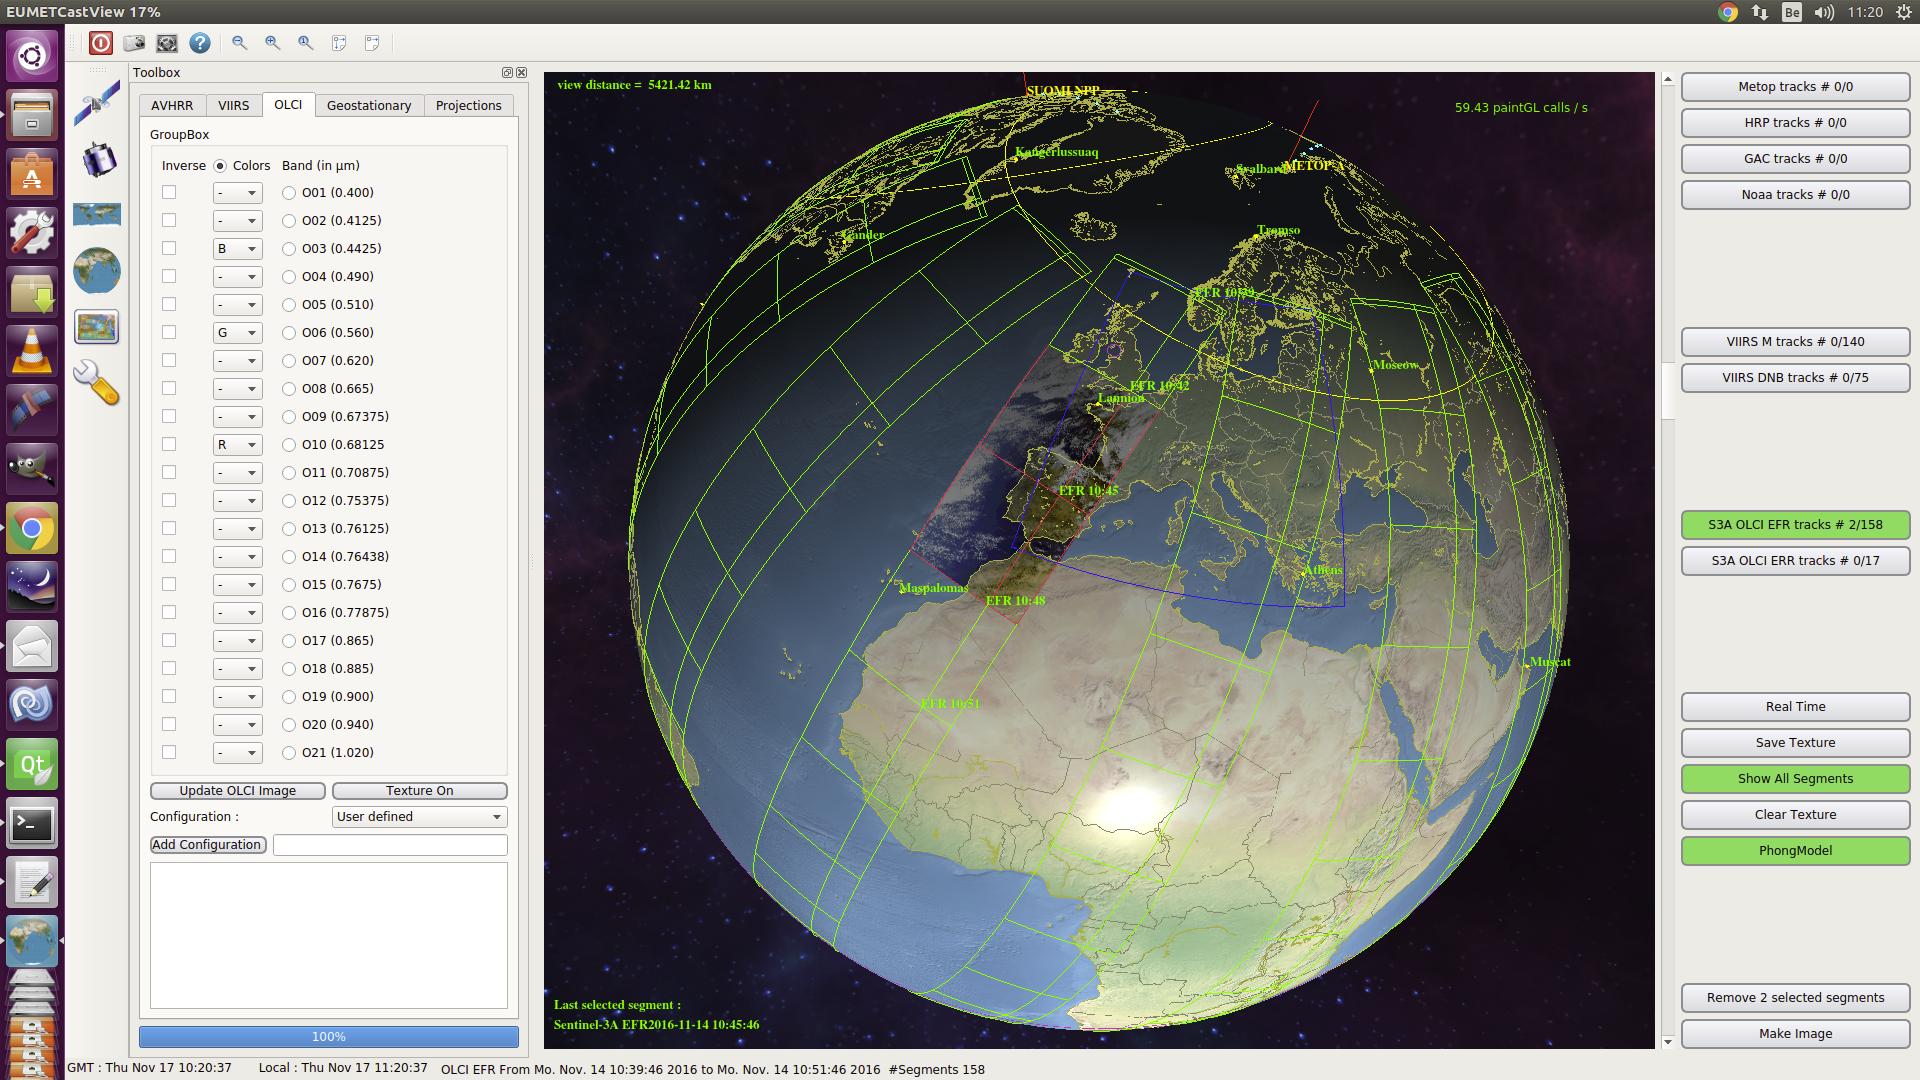 EUMETCastView 17%
Be
11:20
Toolbox
AVHRR VIIRS OLCI Geostationary Projections
GroupBox
Inverse Colors Band (in µm)
- O01 (0.400)
- O02 (0.4125)
B O03 (0.4425)
- O04 (0.490)
- O05 (0.510)
G O06 (0.560)
- O07 (0.620)
- O08 (0.665)
- O09 (0.67375)
R O10 (0.68125
- O11 (0.70875)
- O12 (0.75375)
- O13 (0.76125)
- O14 (0.76438)
- O15 (0.7675)
- O16 (0.77875)
- O17 (0.865)
- O18 (0.885)
- O19 (0.900)
- O20 (0.940)
- O21 (1.020)
Update OLCI Image Texture On
Configuration : User defined
Add Configuration
100%
view distance = 5421.42 km
59.43 paintGL calls / s
SUOMI NPP
Kangerlussuaq
Svalbard
METOP-A
Gander
Tromso
EFR 10:39
Moscow
EFR 10:42
Lannion
EFR 10:45
Athens
Maspalomas
EFR 10:48
Muscat
EFR 10:51
Last selected segment :
Sentinel-3A EFR2016-11-14 10:45:46
Metop tracks # 0/0
HRP tracks # 0/0
GAC tracks # 0/0
Noaa tracks # 0/0
VIIRS M tracks # 0/140
VIIRS DNB tracks # 0/75
S3A OLCI EFR tracks # 2/158
S3A OLCI ERR tracks # 0/17
Real Time
Save Texture
Show All Segments
Clear Texture
PhongModel
Remove 2 selected segments
Make Image
GMT : Thu Nov 17 10:20:37 Local : Thu Nov 17 11:20:37 OLCI EFR From Mo. Nov. 14 10:39:46 2016 to Mo. Nov. 14 10:51:46 2016 #Segments 158